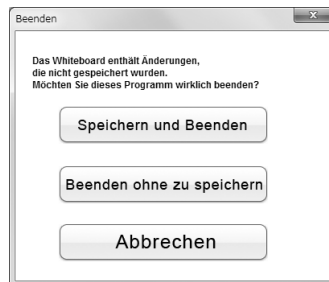 Beenden
Das Whiteboard enthält Änderungen,
die nicht gespeichert wurden.
Möchten Sie dieses Programm wirklich beenden?
Speichern und Beenden
Beenden ohne zu speichern
Abbrechen